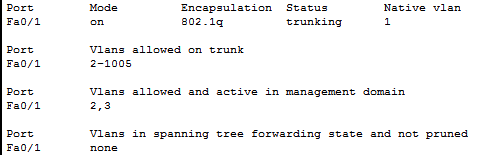 Port Mode Encapsulation Status Native vlan
Fa0/1 on 802.1q trunking 1
Port Vlans allowed on trunk
Fa0/1 2-1005
Port Vlans allowed and active in management domain
Fa0/1 2,3
Port Vlans in spanning tree forwarding state and not pruned
Fa0/1 none